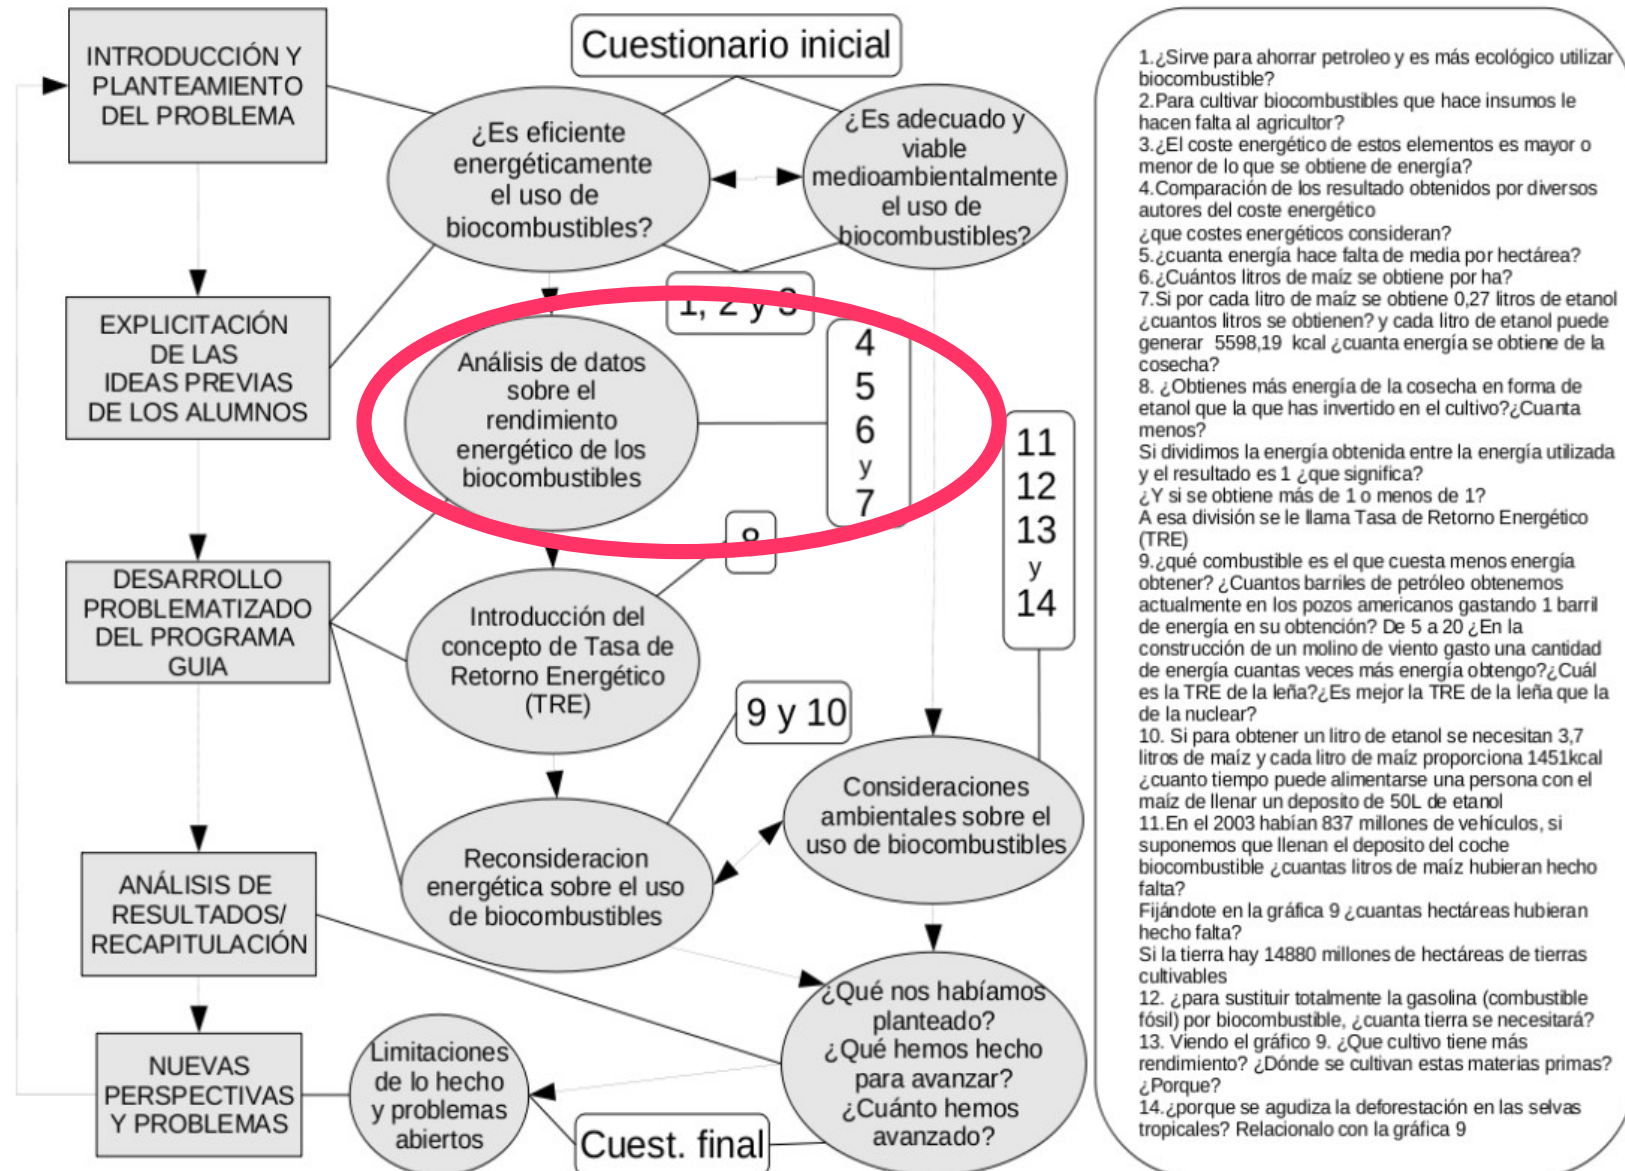 INTRODUCCIÓN Y
PLANTEAMIENTO
DEL PROBLEMA
EXPLICITACIÓN
DE LAS
IDEAS PREVIAS
DE LOS ALUMNOS
DESARROLLO
PROBLEMATIZADO
DEL PROGRAMA
GUIA
ANÁLISIS DE
RESULTADOS/
RECAPITULACIÓN
NUEVAS
PERSPECTIVAS
Y PROBLEMAS
Cuestionario inicial
¿Es eficiente
energéticamente
el uso de
biocombustibles?
¿Es adecuado y
viable
medioambientalmente
el uso de
biocombustibles?
1, 2 y 3
Análisis de datos
sobre el
rendimiento
energético de los
biocombustibles
4
5
6
y
7
8
Introducción del
concepto de Tasa de
Retorno Energético
(TRE)
11
12
13
y
14
9 y 10
Reconsideracion
energética sobre el uso
de biocombustibles
Consideraciones
ambientales sobre el
uso de biocombustibles
¿Qué nos habíamos
planteado?
¿Qué hemos hecho
para avanzar?
¿Cuánto hemos
avanzado?
Limitaciones
de lo hecho
y problemas
abiertos
Cuest. final
1.¿Sirve para ahorrar petroleo y es más ecológico utilizar
biocombustible?
2.Para cultivar biocombustibles que hace insumos le
hacen falta al agricultor?
3.¿El coste energético de estos elementos es mayor o
menor de lo que se obtiene de energía?
4.Comparación de los resultado obtenidos por diversos
autores del coste energético
¿que costes energéticos consideran?
5.¿cuanta energía hace falta de media por hectárea?
6.¿Cuántos litros de maíz se obtiene por ha?
7.Si por cada litro de maíz se obtiene 0,27 litros de etanol
¿cuantos litros se obtienen? y cada litro de etanol puede
generar 5598,19 kcal ¿cuanta energía se obtiene de la
cosecha?
8. ¿Obtienes más energía de la cosecha en forma de
etanol que la que has invertido en el cultivo?¿Cuanta
menos?
Si dividimos la energía obtenida entre la energía utilizada
y el resultado es 1 ¿que significa?
¿Y si se obtiene más de 1 o menos de 1?
A esa división se le llama Tasa de Retorno Energético
(TRE)
9.¿qué combustible es el que cuesta menos energía
obtener? ¿Cuantos barriles de petróleo obtenemos
actualmente en los pozos americanos gastando 1 barril
de energía en su obtención? De 5 a 20 ¿En la
construcción de un molino de viento gasto una cantidad
de energía cuantas veces más energía obtengo?¿Cuál
es la TRE de la leña?¿Es mejor la TRE de la leña que la
de la nuclear?
10. Si para obtener un litro de etanol se necesitan 3,7
litros de maíz y cada litro de maíz proporciona 1451kcal
¿cuanto tiempo puede alimentarse una persona con el
maíz de llenar un deposito de 50L de etanol
11.En el 2003 habían 837 millones de vehículos, si
suponemos que llenan el deposito del coche
biocombustible ¿cuantas litros de maíz hubieran hecho
falta?
Fijándote en la gráfica 9 ¿cuantas hectáreas hubieran
hecho falta?
Si la tierra hay 14880 millones de hectáreas de tierras
cultivables
12. ¿para sustituir totalmente la gasolina (combustible
fósil) por biocombustible, ¿cuanta tierra se necesitará?
13. Viendo el gráfico 9. ¿Que cultivo tiene más
rendimiento? ¿Dónde se cultivan estas materias primas?
¿Porque?
14.¿porque se agudiza la deforestación en las selvas
tropicales? Relacionalo con la gráfica 9